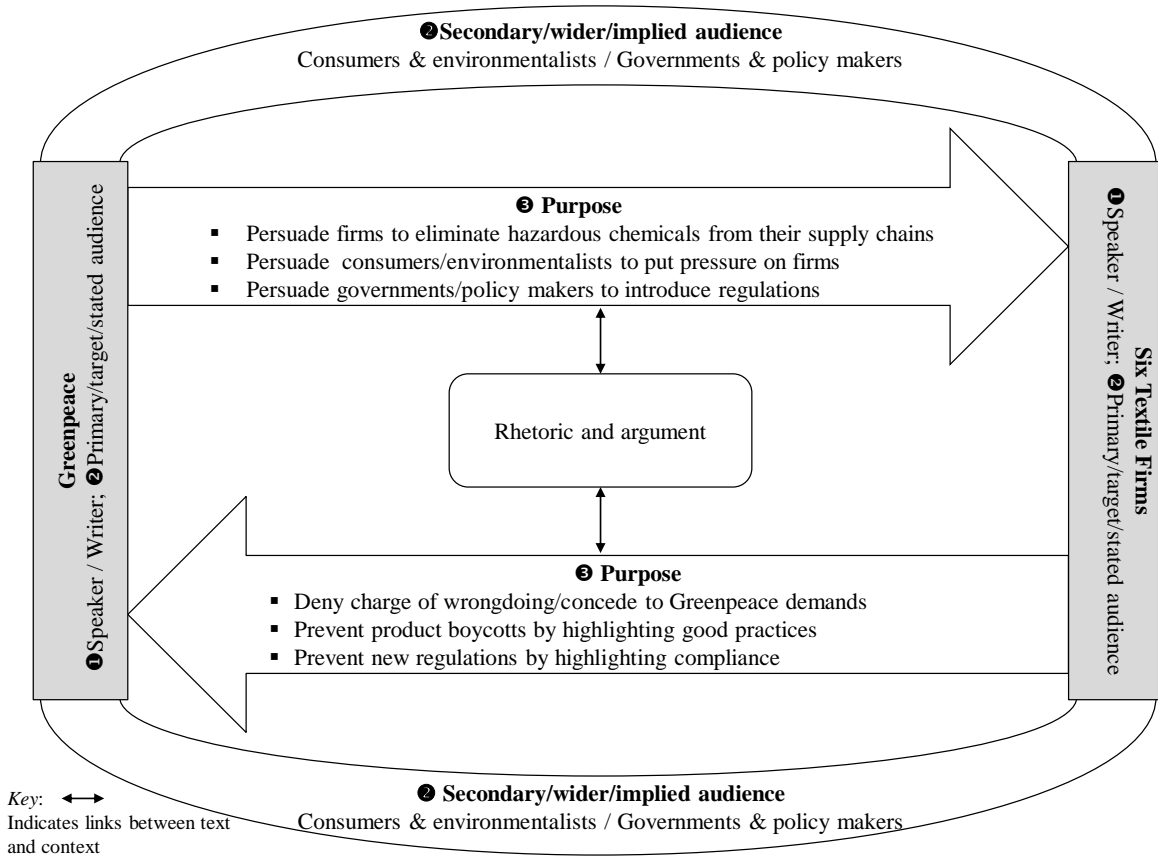 ❷Secondary/wider/implied audience
Consumers & environmentalists / Governments & policy makers
Greenpeace
❶Speaker / Writer; ❷Primary/target/stated audience
❸ Purpose
▪ Persuade firms to eliminate hazardous chemicals from their supply chains
▪ Persuade consumers/environmentalists to put pressure on firms
▪ Persuade governments/policy makers to introduce regulations
Rhetoric and argument
❸ Purpose
▪ Deny charge of wrongdoing/concede to Greenpeace demands
▪ Prevent product boycotts by highlighting good practices
▪ Prevent new regulations by highlighting compliance
Six Textile Firms
❶Speaker / Writer; ❷Primary/target/stated audience
❷ Secondary/wider/implied audience
Consumers & environmentalists / Governments & policy makers
Key:
Indicates links between text
and context